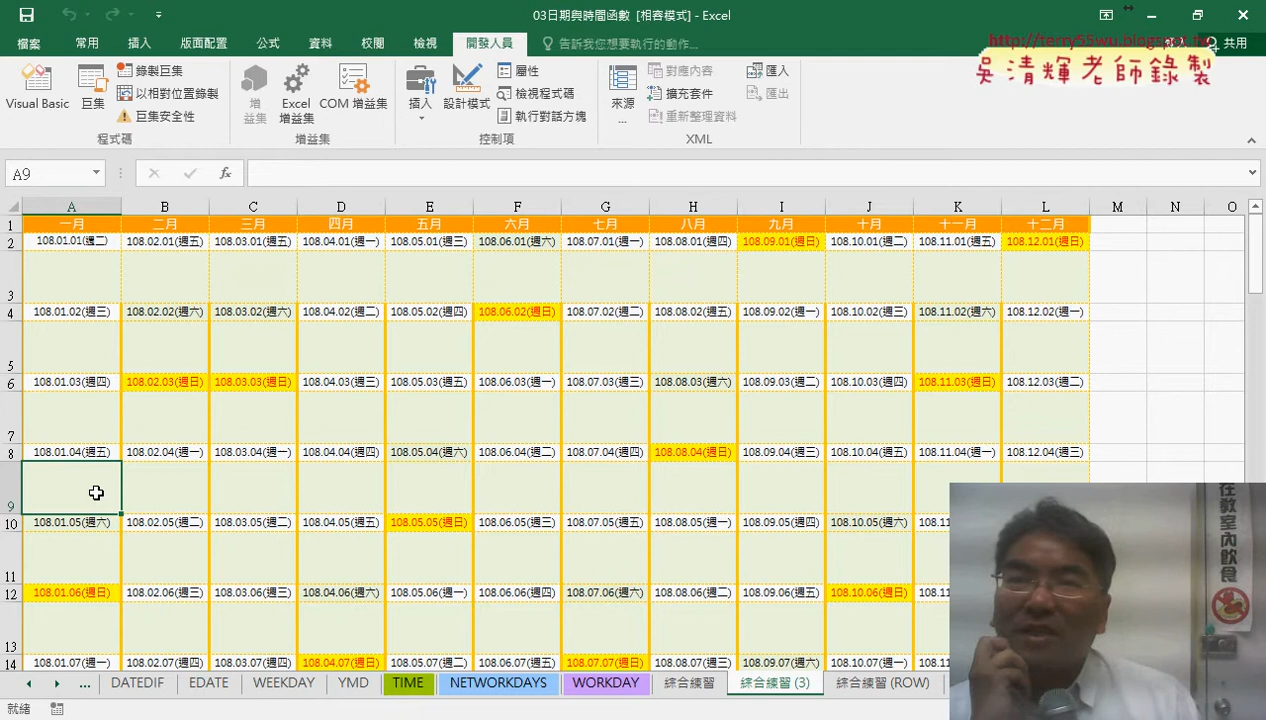 03日期與時間函數 [相容模式] - Excel
檔案 常用 插入 版面配置 公式 資料 校閱 檢視 開發人員 告訴我您想要執行的動作... 共用
http://terry55wu.blogspot.tw
吳清輝老師錄製
Visual Basic 巨集 錄製巨集 以相對位置錄製 巨集安全性 程式碼
增益集 Excel 增益集 COM 增益集 增益集
插入 設計模式 屬性 檢視程式碼 執行對話方塊 控制項
來源... 對應內容 擴充套件 重新整理資料 匯入 匯出 XML
A9 fx
A B C D E F G H I J K L M N O
1 一月 二月 三月 四月 五月 六月 七月 八月 九月 十月 十一月 十二月
2 108.01.01(週二) 108.02.01(週五) 108.03.01(週五) 108.04.01(週一) 108.05.01(週三) 108.06.01(週六) 108.07.01(週一) 108.08.01(週四) 108.09.01(週日) 108.10.01(週二) 108.11.01(週五) 108.12.01(週日)
3
4 108.01.02(週三) 108.02.02(週六) 108.03.02(週六) 108.04.02(週二) 108.05.02(週四) 108.06.02(週日) 108.07.02(週二) 108.08.02(週五) 108.09.02(週一) 108.10.02(週三) 108.11.02(週六) 108.12.02(週一)
5
6 108.01.03(週四) 108.02.03(週日) 108.03.03(週日) 108.04.03(週三) 108.05.03(週五) 108.06.03(週一) 108.07.03(週三) 108.08.03(週六) 108.09.03(週二) 108.10.03(週四) 108.11.03(週日) 108.12.03(週二)
7
8 108.01.04(週五) 108.02.04(週一) 108.03.04(週一) 108.04.04(週四) 108.05.04(週六) 108.06.04(週二) 108.07.04(週四) 108.08.04(週日) 108.09.04(週三) 108.10.04(週五) 108.11.04(週一) 108.12.04(週三)
9
10 108.01.05(週六) 108.02.05(週二) 108.03.05(週二) 108.04.05(週五) 108.05.05(週日) 108.06.05(週三) 108.07.05(週五) 108.08.05(週一) 108.09.05(週四) 108.10.05(週六) 108.11
11
12 108.01.06(週日) 108.02.06(週三) 108.03.06(週三) 108.04.06(週六) 108.05.06(週一) 108.06.06(週四) 108.07.06(週六) 108.08.06(週二) 108.09.06(週五) 108.10.06(週日) 108.11
13
14 108.01.07(週一) 108.02.07(週四) 108.03.07(週四) 108.04.07(週日) 108.05.07(週二) 108.06.07(週五) 108.07.07(週日) 108.08.07(週三) 108.09.07(週六) 108.10.07(週一) 108.11
在教室內飲食
... DATEDIF EDATE WEEKDAY YMD TIME NETWORKDAYS WORKDAY 綜合練習 綜合練習 (3) 綜合練習 (ROW)
就緒